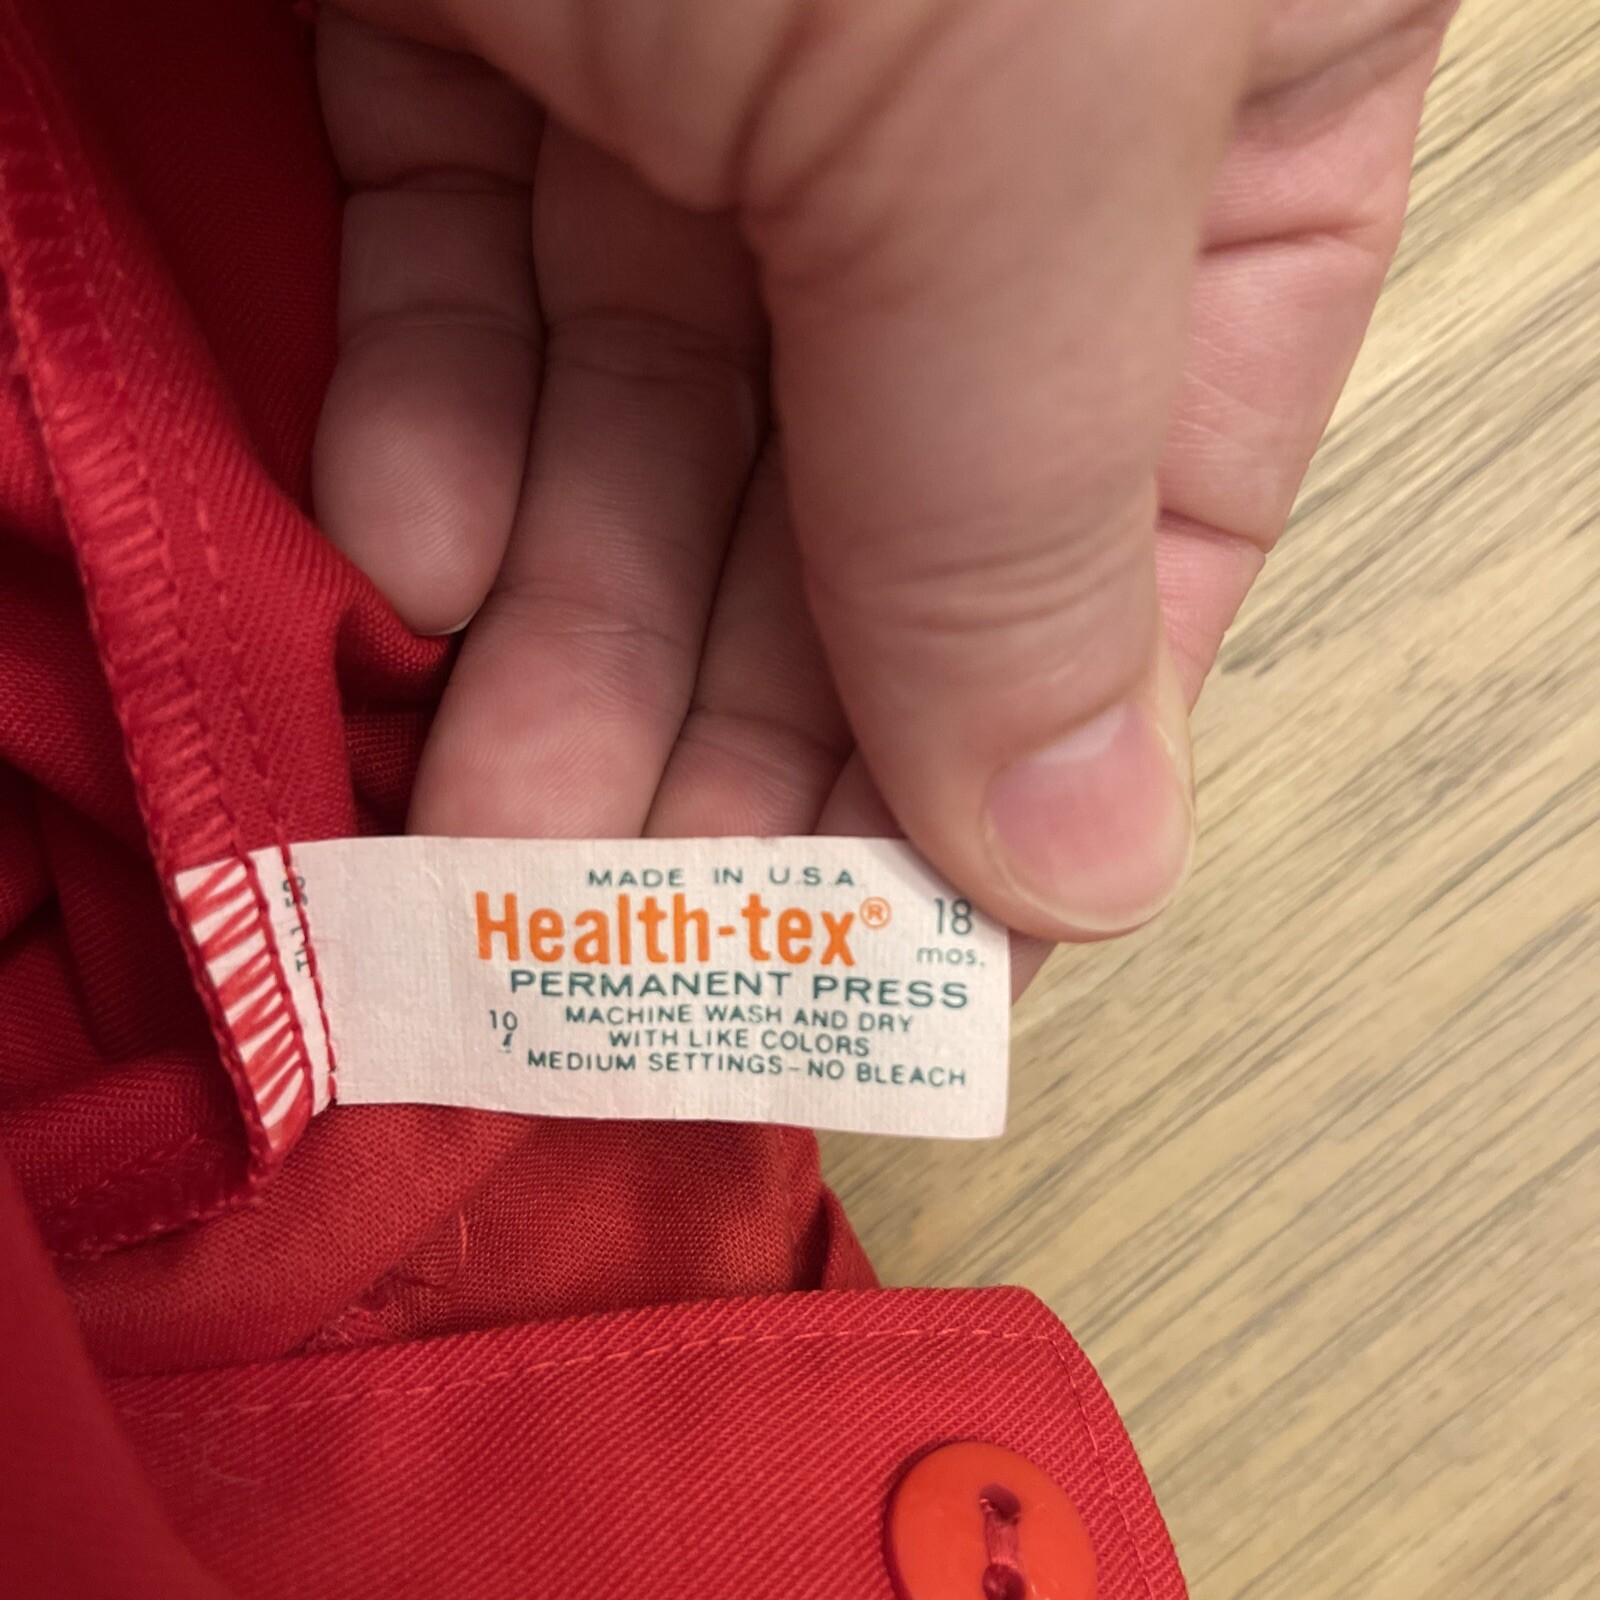 MADE IN U.S.A
Health-tex®
18
mos.
PERMANENT PRESS
10
MACHINE WASH AND DRY
WITH LIKE COLORS
MEDIUM SETTINGS-NO BLEACH